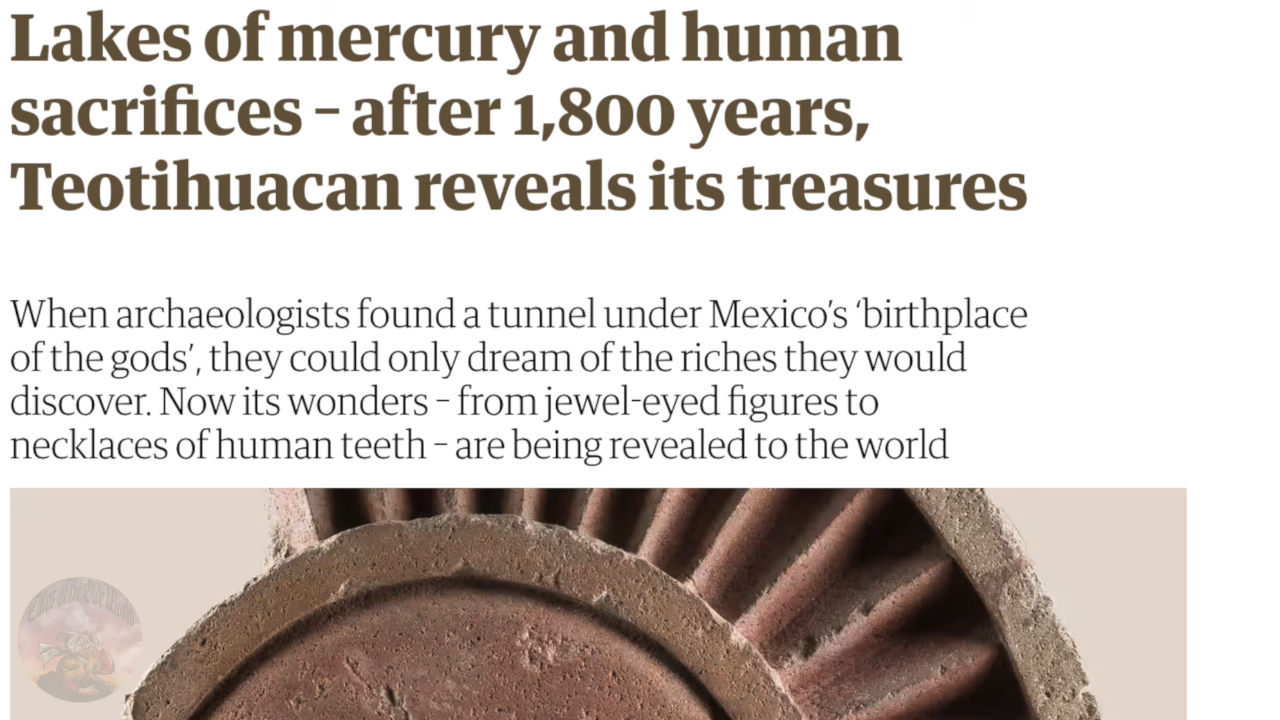 Lakes of mercury and human
sacrifices – after 1,800 years,
Teotihuacan reveals its treasures
When archaeologists found a tunnel under Mexico’s ‘birthplace
of the gods’, they could only dream of the riches they would
discover. Now its wonders – from jewel-eyed figures to
necklaces of human teeth – are being revealed to the world